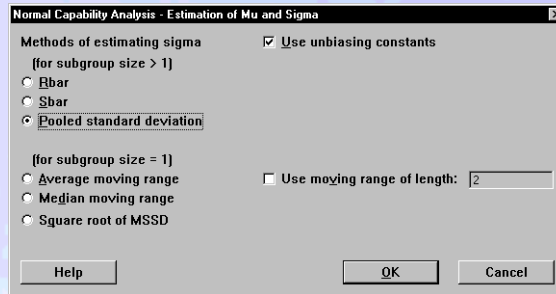 Normal Capability Analysis - Estimation of Mu and Sigma
Methods of estimating sigma
Use unbiasing constants
(for subgroup size > 1)
Rbar
Sbar
Pooled standard deviation
(for subgroup size = 1)
Average moving range
Use moving range of length: 2
Median moving range
Square root of MSSD
Help
OK
Cancel